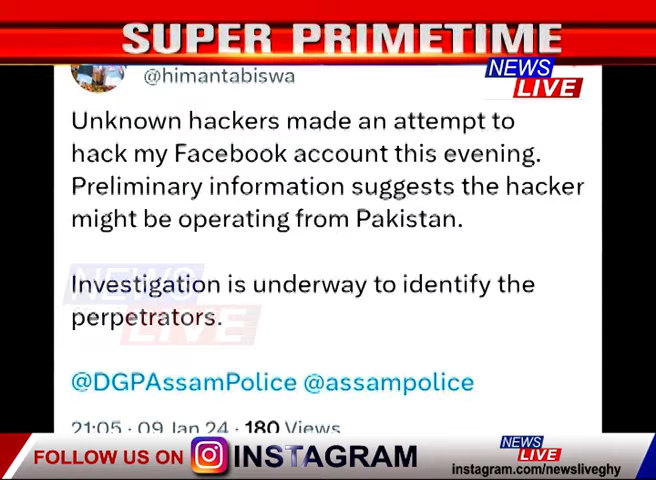 SUPER PRIMETIME
NEWS
LIVE
@himantabiswa
Unknown hackers made an attempt to
hack my Facebook account this evening.
Preliminary information suggests the hacker
might be operating from Pakistan.
Investigation is underway to identify the
perpetrators.
NEWS
LIVE
@DGPAssamPolice @assampolice
21:05 · 09 Jan 24 · 180 Views
FOLLOW US ON INSTAGRAM
NEWS
LIVE
instagram.com/newsliveghy